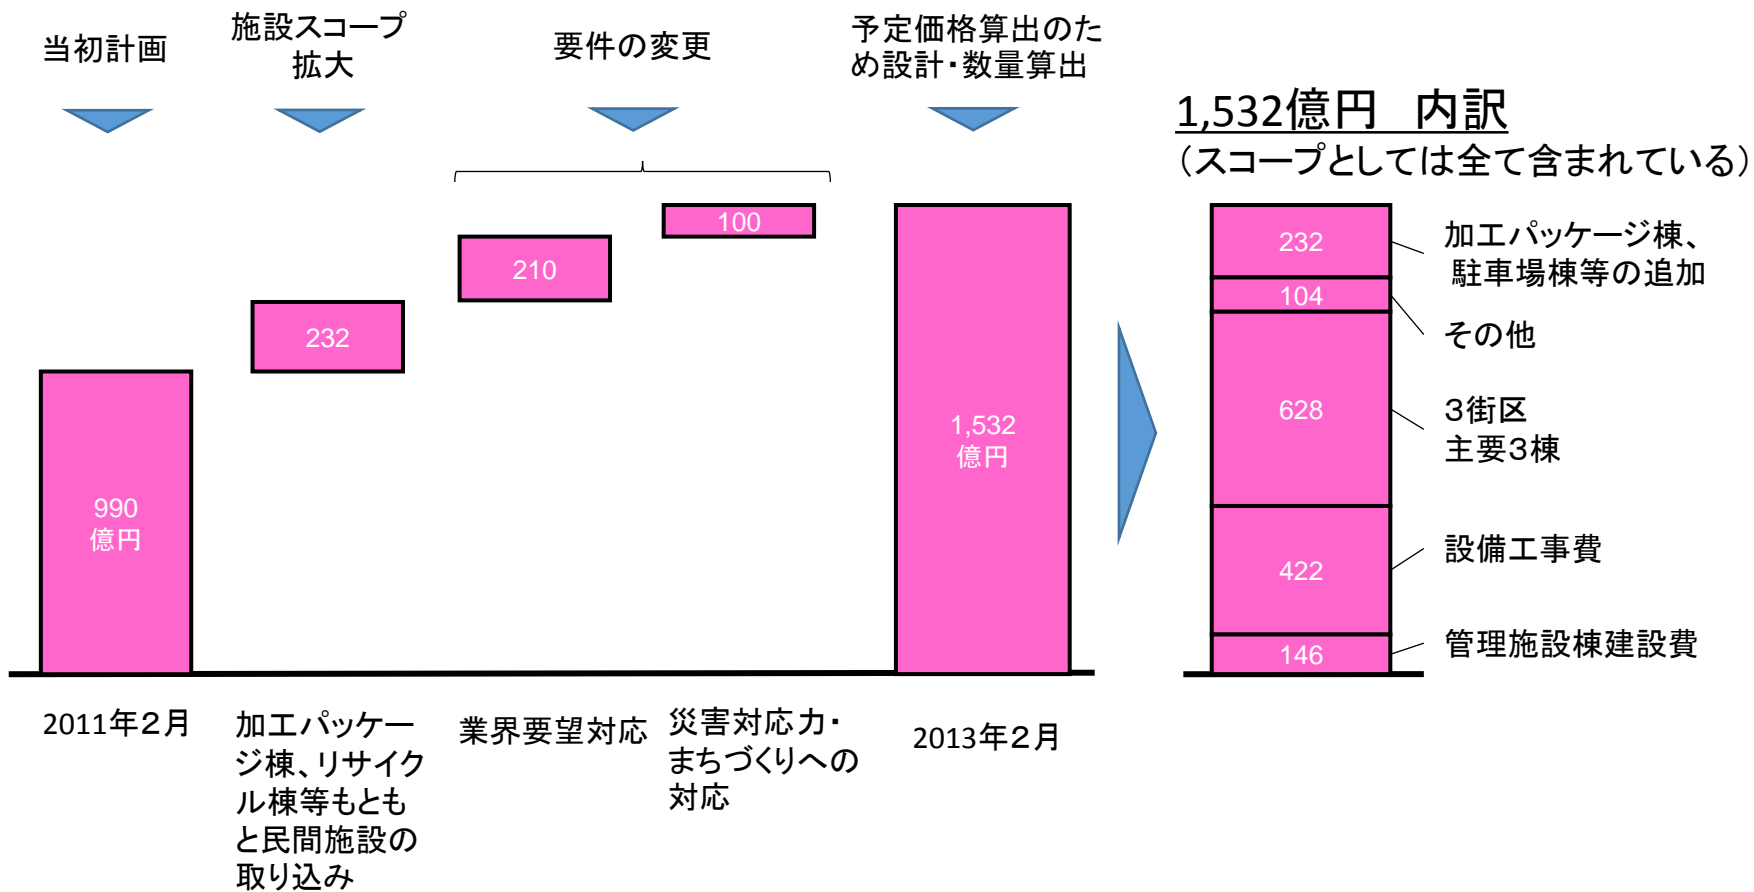 当初計画
施設スコープ
拡大
要件の変更
予定価格算出のた
め設計・数量算出
1,532億円　内訳
（スコープとしては全て含まれている）
990
億円
232
210
100
1,532
億円
232
104
628
422
146
加工パッケージ棟、
駐車場棟等の追加
その他
３街区
主要３棟
設備工事費
管理施設棟建設費
2011年２月
加工パッケー
ジ棟、リサイク
ル棟等もとも
と民間施設の
取り込み
業界要望対応
災害対応力・
まちづくりへの
対応
2013年２月